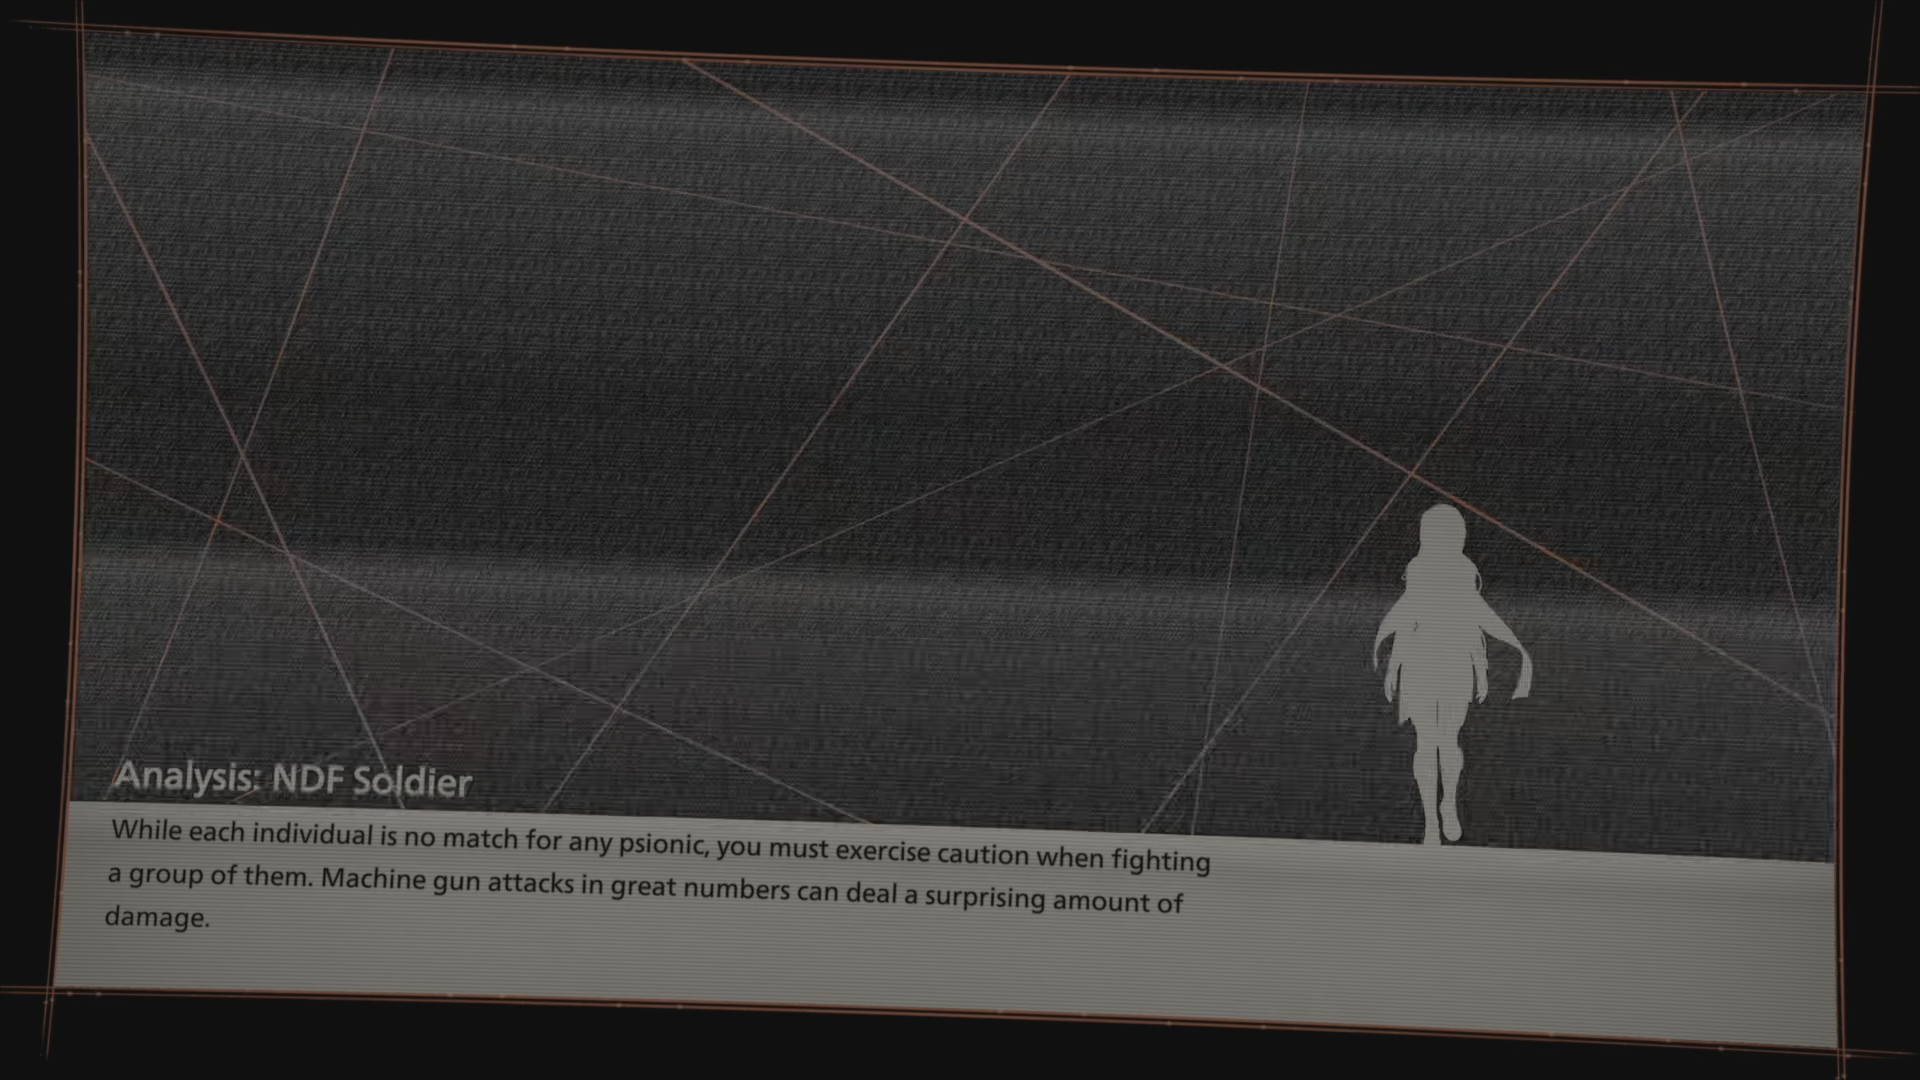 Analysis: NDF Soldier
While each individual is no match for any psionic, you must exercise caution when fighting
a group of them. Machine gun attacks in great numbers can deal a surprising amount of
damage.